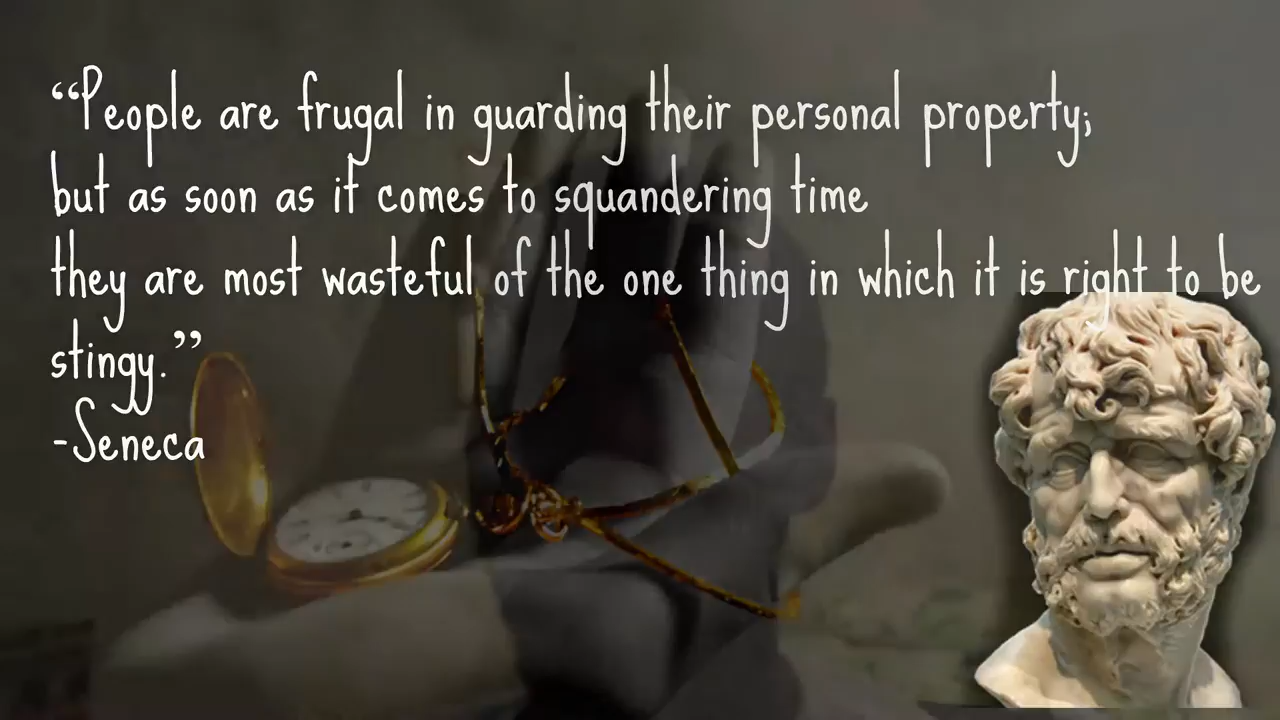 “People are frugal in guarding their personal property;
but as soon as it comes to squandering time
they are most wasteful of the one thing in which it is right to be
stingy.”
-Seneca